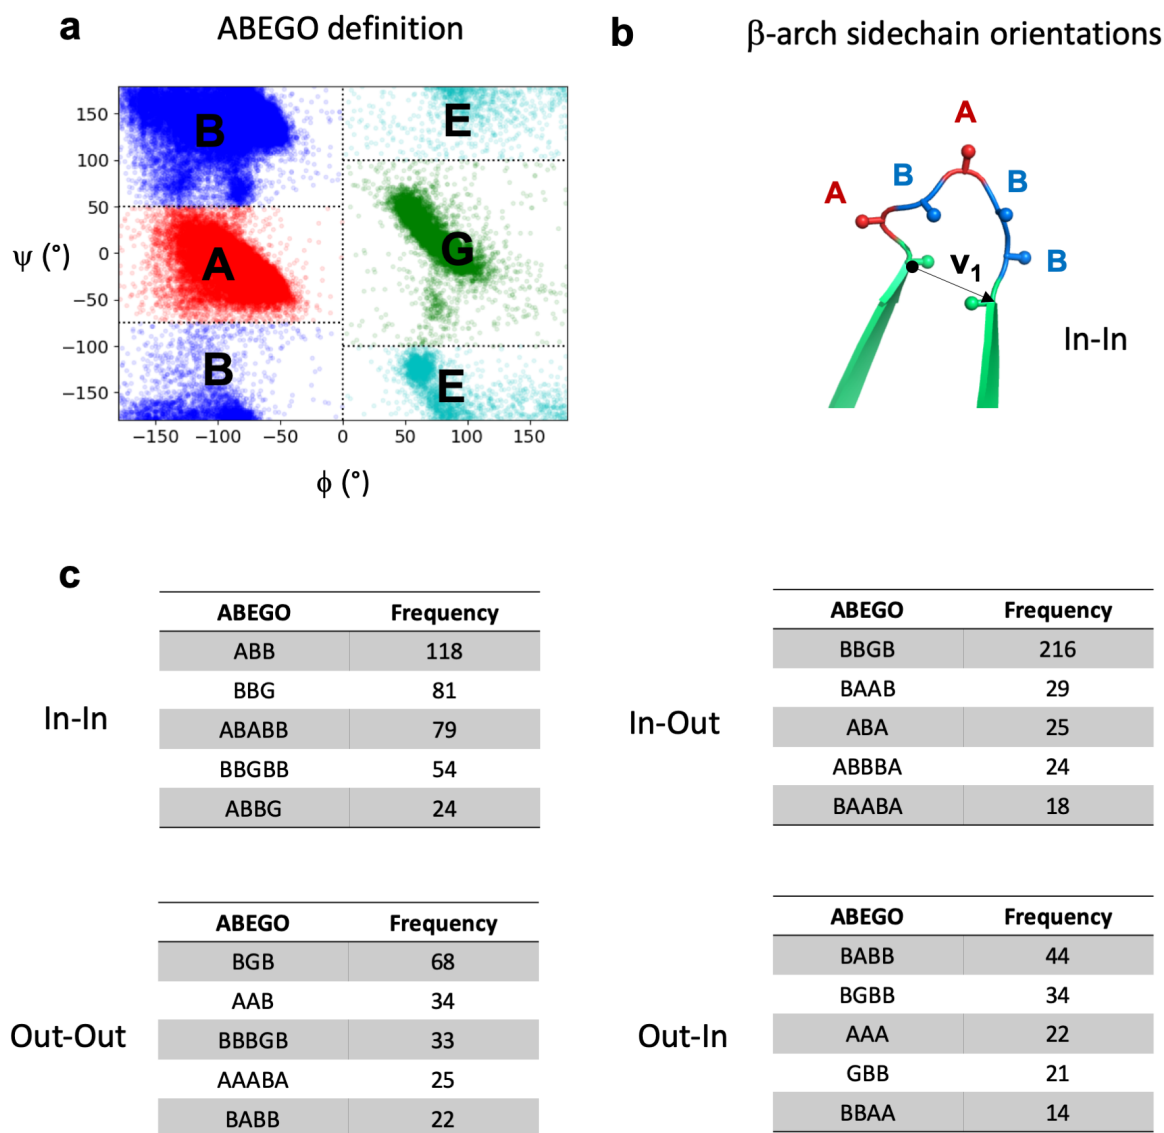 a
ABEGO definition
150
100
50
0
−50
−100
−150
ψ (°)
B
E
A
G
B
E
−150
−100
−50
0
50
100
150
ϕ (°)
b
β-arch sidechain orientations
A
B
A
B
B
v1
In-In
c
In-In
ABEGO Frequency
ABB 118
BBG 81
ABABB 79
BBGBB 54
ABBG 24
In-Out
ABEGO Frequency
BBGB 216
BAAB 29
ABA 25
ABBBA 24
BAABA 18
Out-Out
ABEGO Frequency
BGB 68
AAB 34
BBBGB 33
AAABA 25
BABB 22
Out-In
ABEGO Frequency
BABB 44
BGBB 34
AAA 22
GBB 21
BBAA 14